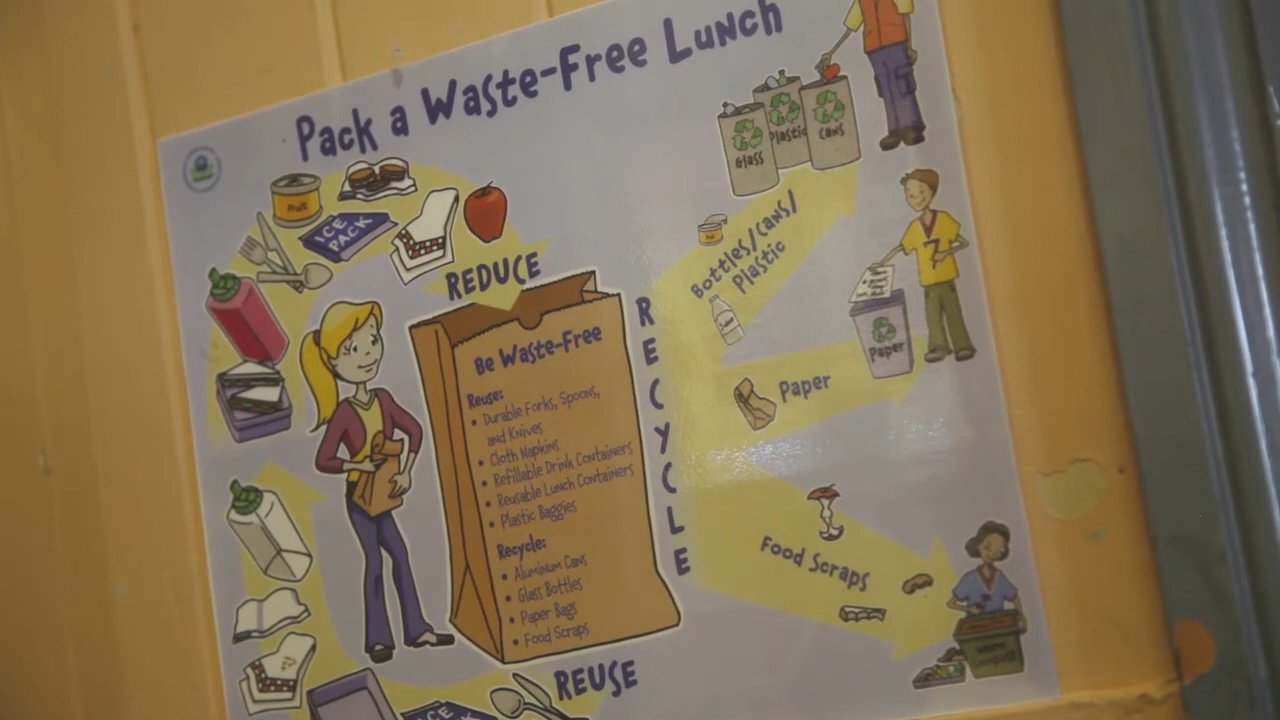 Pack a Waste-Free Lunch
Fruit
ICE
PACK
REDUCE
Be Waste-Free
Reuse:
• Durable Forks, Spoons,
and Knives
• Cloth Napkins
• Refillable Drink Containers
• Reusable Lunch Containers
• Plastic Baggies
Recycle:
• Aluminum Cans
• Glass Bottles
• Paper Bags
• Food Scraps
RECYCLE
Glass
Plastic
Cans
Bottles/Cans/
Plastic
7
Paper
Paper
Food Scraps
REUSE
ICE